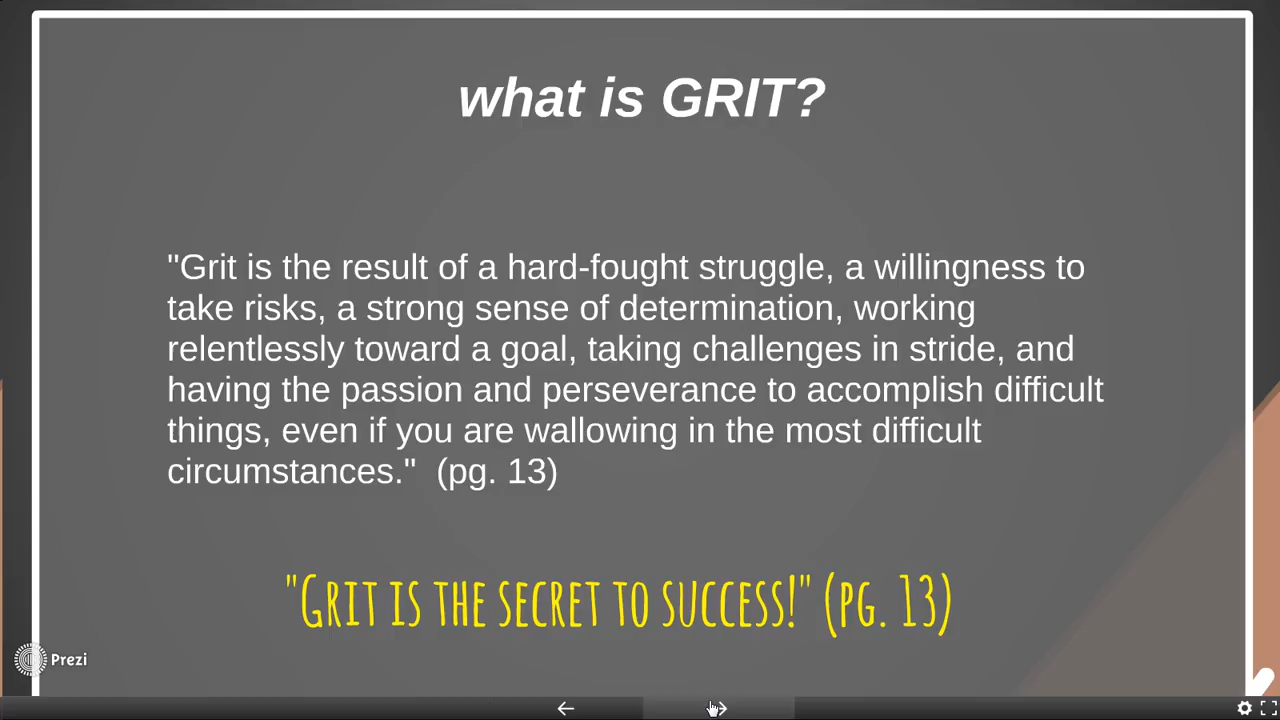 what is GRIT?
"Grit is the result of a hard-fought struggle, a willingness to
take risks, a strong sense of determination, working
relentlessly toward a goal, taking challenges in stride, and
having the passion and perseverance to accomplish difficult
things, even if you are wallowing in the most difficult
circumstances."  (pg. 13)
"Grit is the secret to success!" (pg. 13)
Prezi